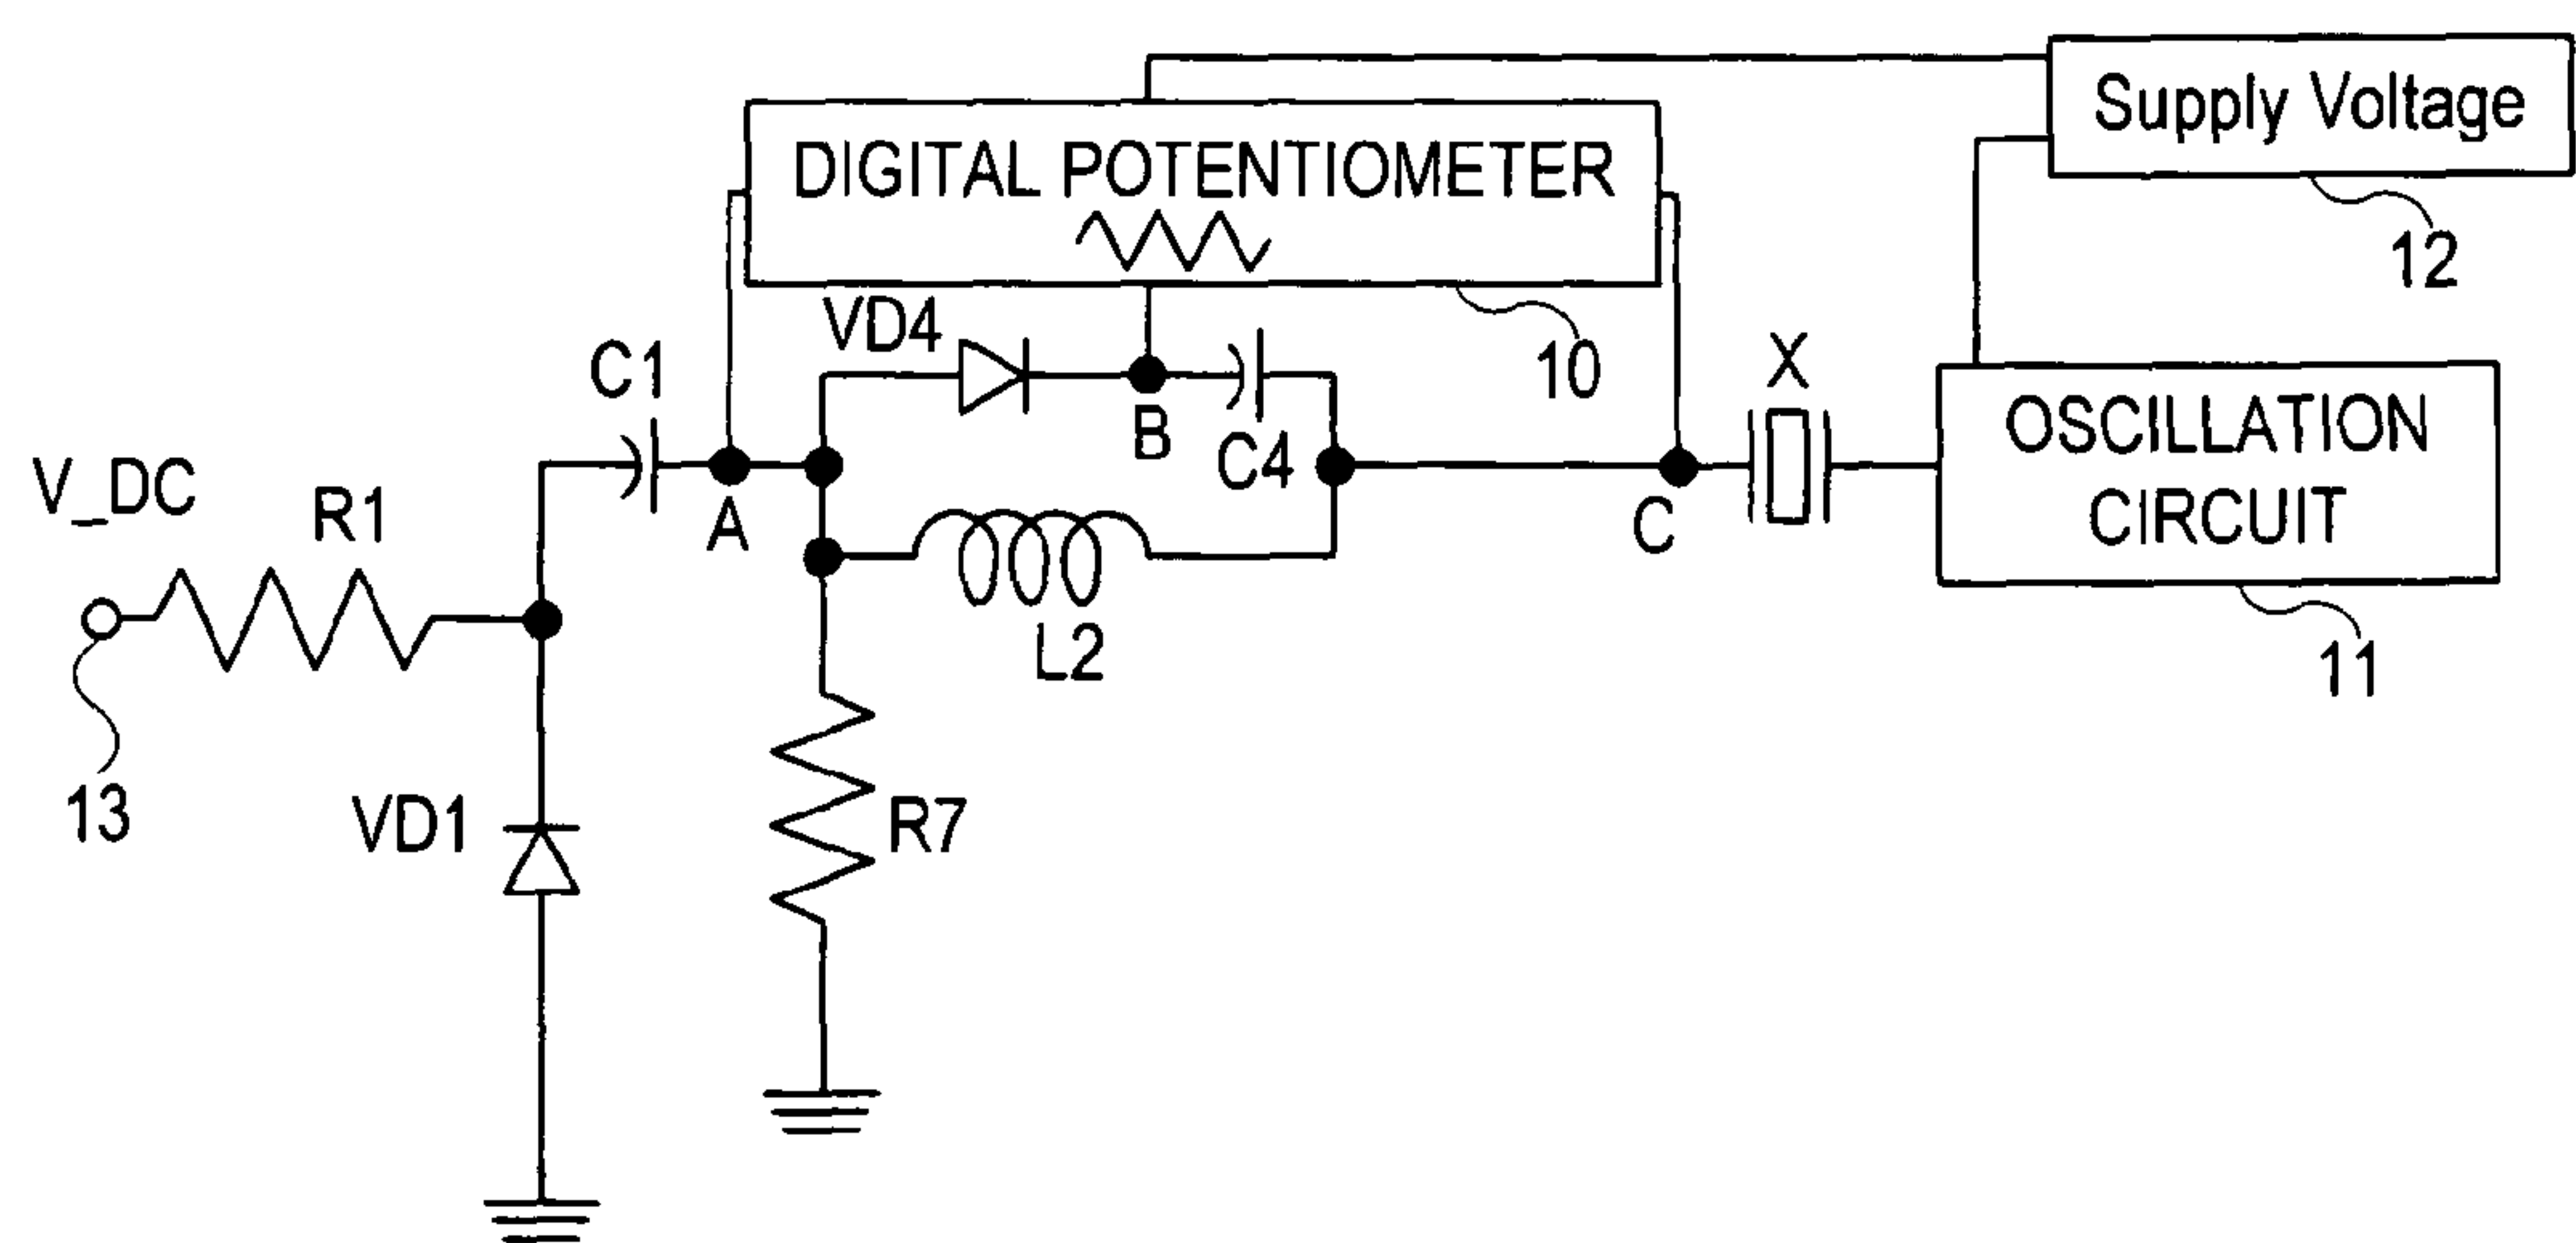 Supply Voltage
12
DIGITAL POTENTIOMETER
10
VD4
C1
B
C4
A
C
X
OSCILLATION
CIRCUIT
11
V_DC
R1
13
L2
VD1
R7